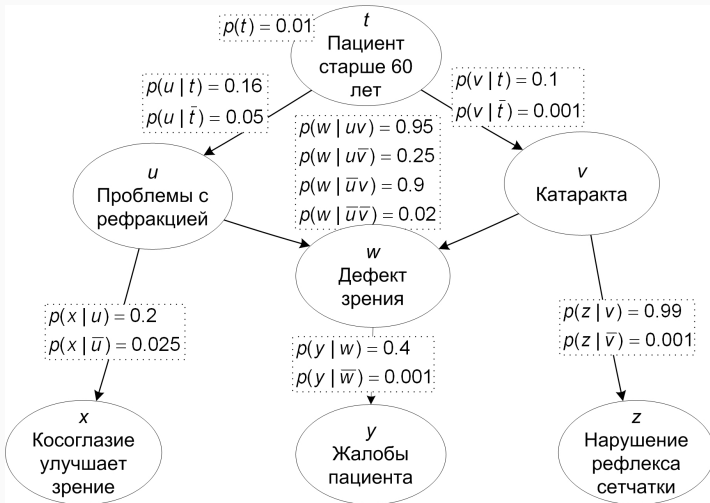 p(t) = 0.01
t
Пациент
старше 60
лет
p(u | t) = 0.16
p(u | t̄) = 0.05
p(v | t) = 0.1
p(v | t̄) = 0.001
p(w | uv) = 0.95
p(w | uv̄) = 0.25
p(w | ūv) = 0.9
p(w | ūv̄) = 0.02
u
Проблемы с
рефракцией
v
Катаракта
w
Дефект
зрения
p(x | u) = 0.2
p(x | ū) = 0.025
p(y | w) = 0.4
p(y | w̄) = 0.001
p(z | v) = 0.99
p(z | v̄) = 0.001
x
Косоглазие
улучшает
зрение
y
Жалобы
пациента
z
Нарушение
рефлекса
сетчатки